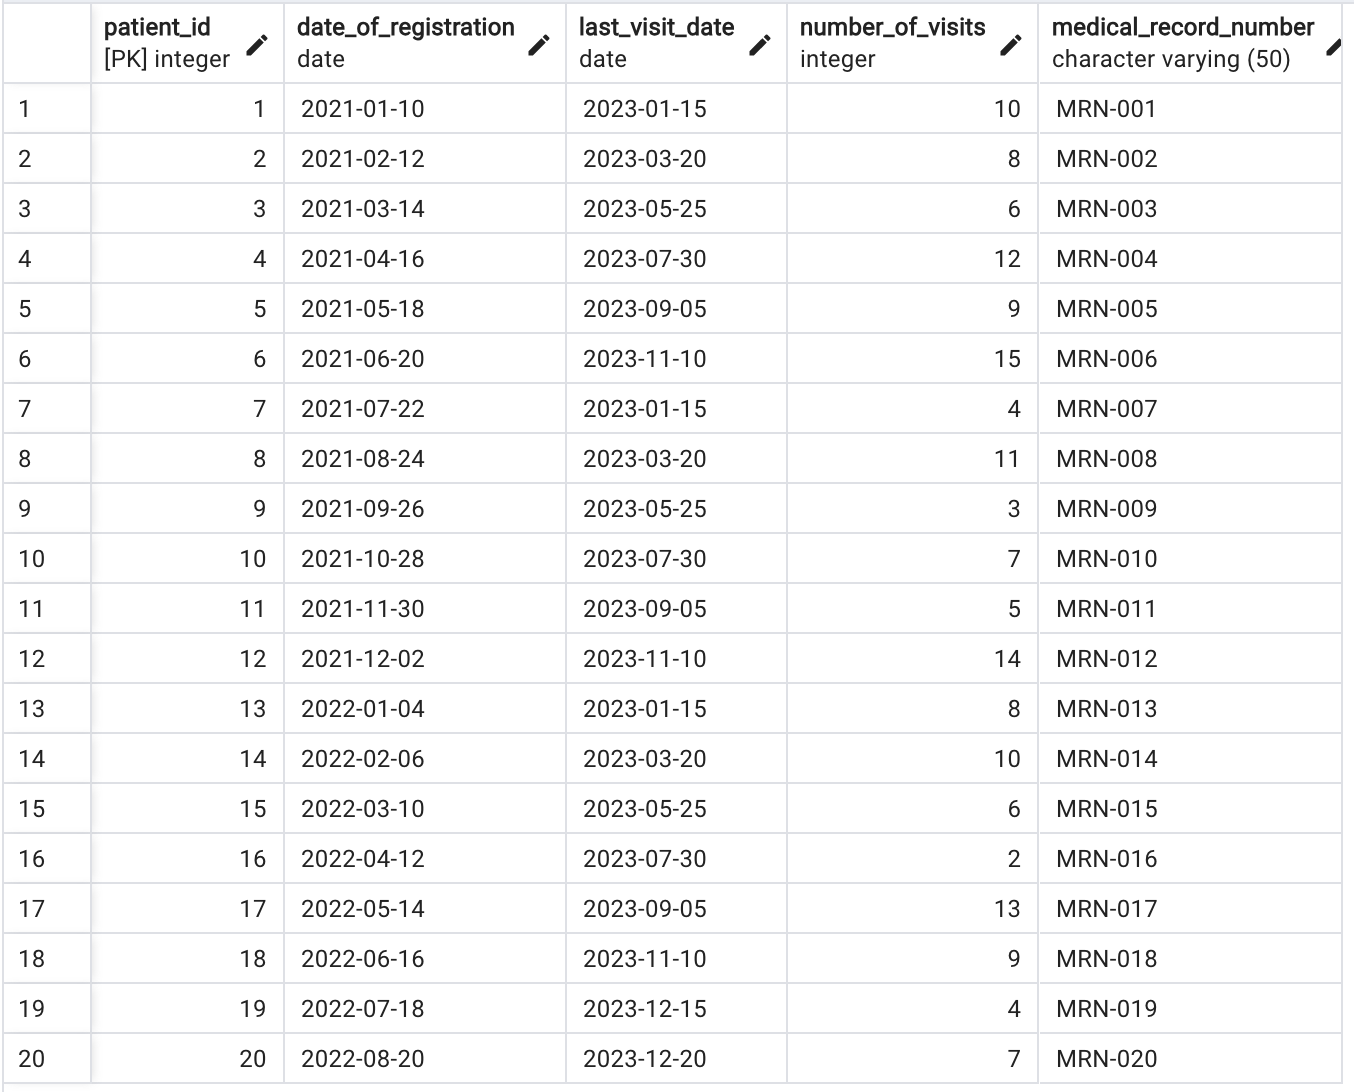 patient_id date_of_registration last_visit_date number_of_visits medical_record_number
[PK] integer date date integer character varying (50)
1 1 2021-01-10 2023-01-15 10 MRN-001
2 2 2021-02-12 2023-03-20 8 MRN-002
3 3 2021-03-14 2023-05-25 6 MRN-003
4 4 2021-04-16 2023-07-30 12 MRN-004
5 5 2021-05-18 2023-09-05 9 MRN-005
6 6 2021-06-20 2023-11-10 15 MRN-006
7 7 2021-07-22 2023-01-15 4 MRN-007
8 8 2021-08-24 2023-03-20 11 MRN-008
9 9 2021-09-26 2023-05-25 3 MRN-009
10 10 2021-10-28 2023-07-30 7 MRN-010
11 11 2021-11-30 2023-09-05 5 MRN-011
12 12 2021-12-02 2023-11-10 14 MRN-012
13 13 2022-01-04 2023-01-15 8 MRN-013
14 14 2022-02-06 2023-03-20 10 MRN-014
15 15 2022-03-10 2023-05-25 6 MRN-015
16 16 2022-04-12 2023-07-30 2 MRN-016
17 17 2022-05-14 2023-09-05 13 MRN-017
18 18 2022-06-16 2023-11-10 9 MRN-018
19 19 2022-07-18 2023-12-15 4 MRN-019
20 20 2022-08-20 2023-12-20 7 MRN-020